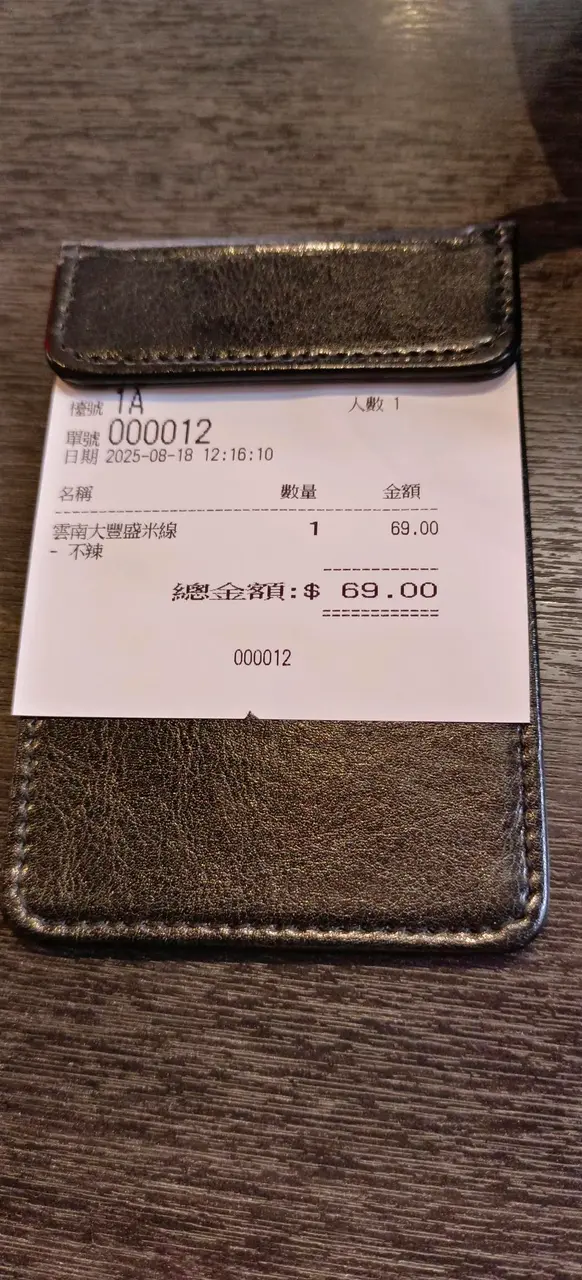 檯號 1A 人數 1
單號 000012
日期 2025-08-18 12:16:10
名稱 數量 金額
雲南大豐盛米線 1 69.00
- 不辣
總金額:$ 69.00
000012